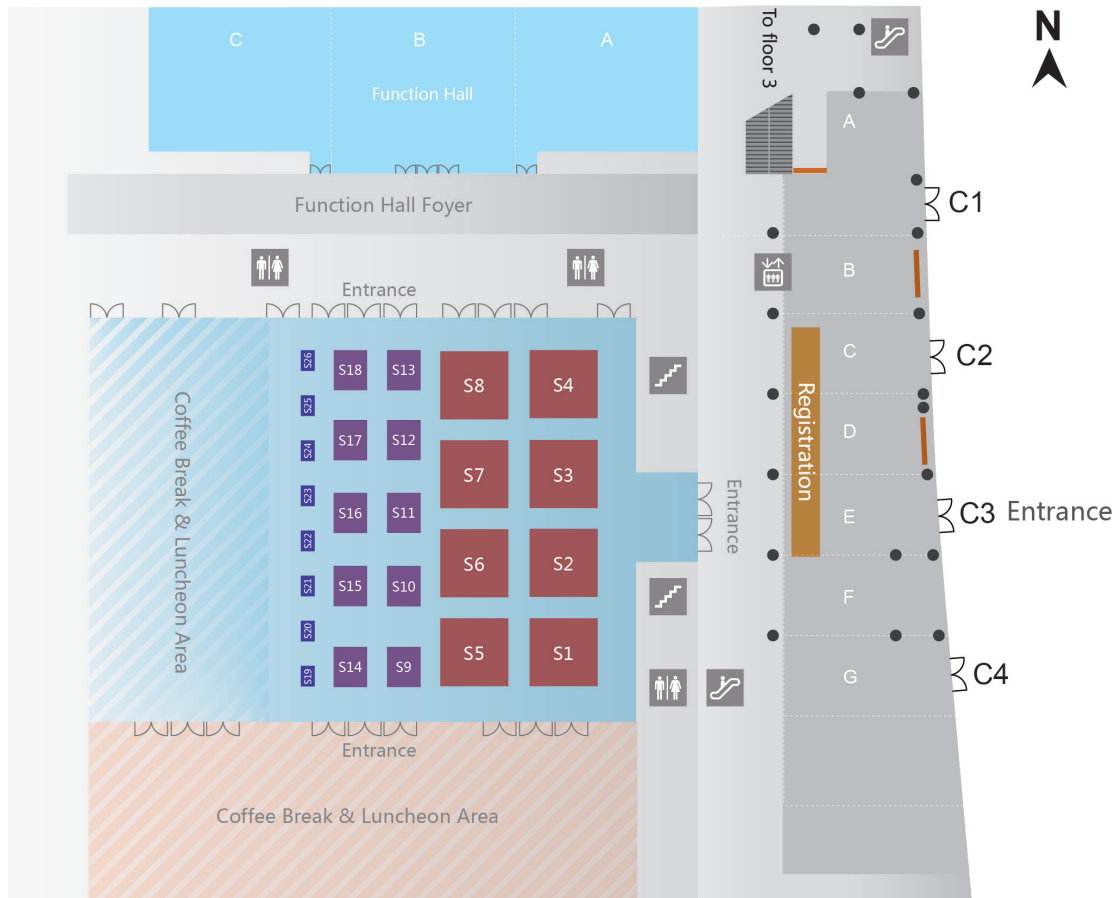 C
B
A
Function Hall
To floor 3
N
A
Function Hall Foyer
C1
B
Entrance
C
C2
S26
S18
S13
S8
S4
S25
Coffee Break & Luncheon Area
Registration
D
S24
S17
S12
S7
S3
S23
S16
S11
Entrance
E
C3 Entrance
S22
S6
S2
S21
S15
S10
F
S20
S5
S1
S19
S14
S9
G
C4
Entrance
Coffee Break & Luncheon Area